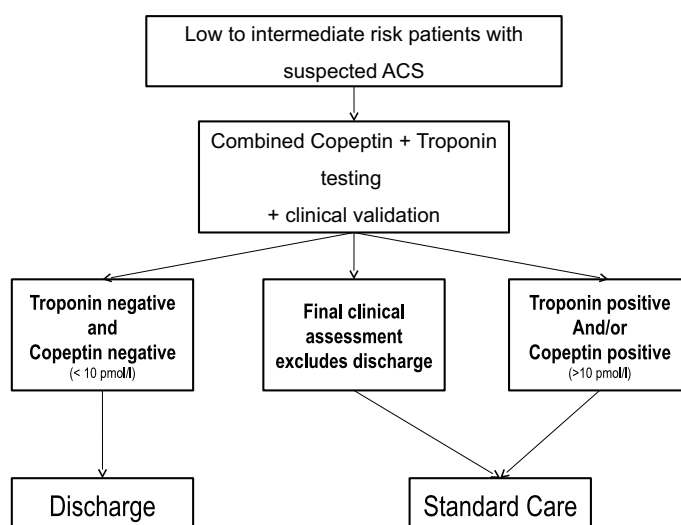 Low to intermediate risk patients with
suspected ACS
Combined Copeptin + Troponin
testing
+ clinical validation
Troponin negative
and
Copeptin negative
(< 10 pmol/l)
Final clinical
assessment
excludes discharge
Troponin positive
And/or
Copeptin positive
(>10 pmol/l)
Discharge
Standard Care